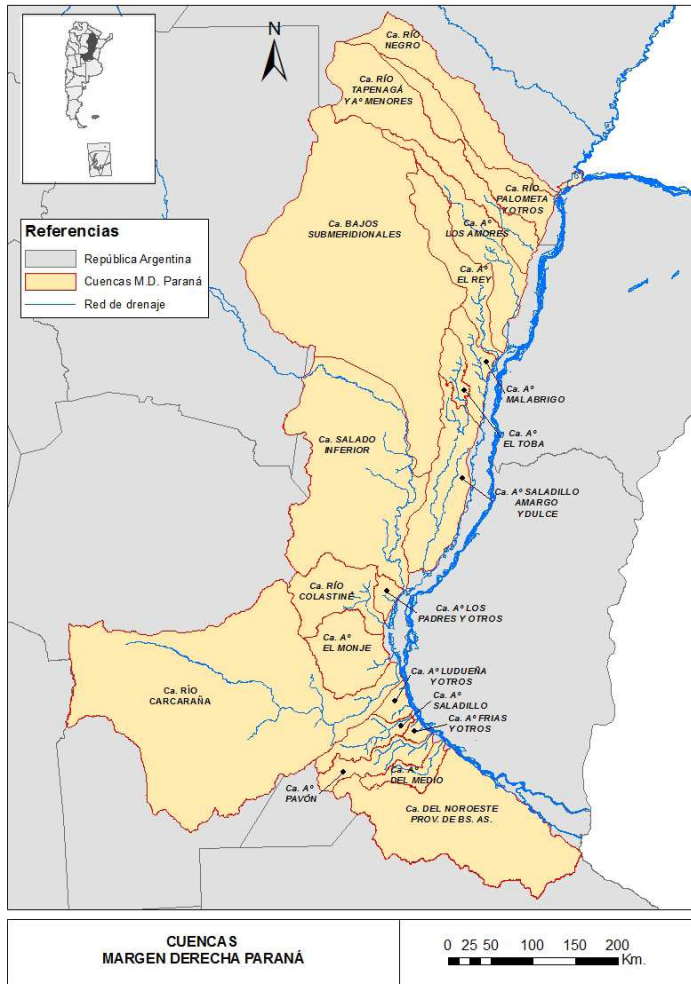 N
Ca. RÍO
NEGRO
Ca. RÍO
TAPENAGÁ
Y Aº MENORES
Ca. RÍO
PALOMETA
Y OTROS
Ca. Aº
LOS AMORES
Ca. BAJOS
SUBMERIDIONALES
Ca. Aº
EL REY
Referencias
República Argentina
Cuencas M.D. Paraná
Red de drenaje
Ca. Aº
MALABRIGO
Ca. Aº
EL TOBA
Ca. SALADO
INFERIOR
Ca. Aº SALADILLO
AMARGO
Y DULCE
Ca. RÍO
COLASTINÉ
Ca. Aº LOS
PADRES Y OTROS
Ca. Aº
EL MONJE
Ca. Aº LUDUEÑA
Y OTROS
Ca. RÍO
CARCARAÑA
Ca. Aº
SALADILLO
Ca. Aº FRIAS
Y OTROS
Ca. Aº
DEL MEDIO
Ca. Aº
PAVÓN
Ca. DEL NOROESTE
PROV. DE BS. AS.
CUENCAS
MARGEN DERECHA PARANÁ
0 25 50 100 150 200
Km.